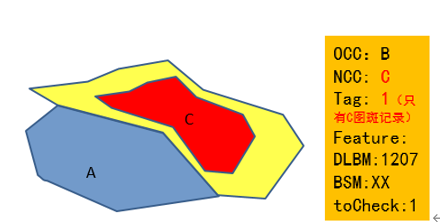 C
A
OCC: B
NCC: C
Tag: 1（只
有C图斑记录）
Feature:
DLBM:1207
BSM:XX
toCheck:1